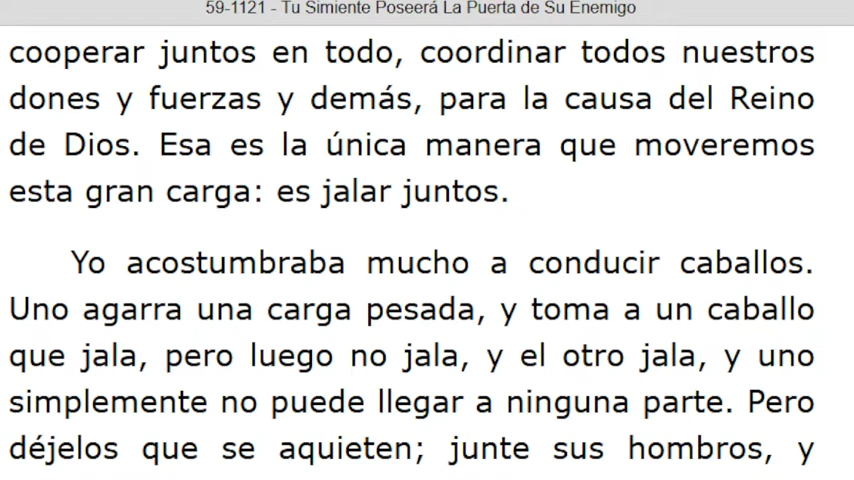 59-1121 - Tu Simiente Poseerá La Puerta de Su Enemigo
cooperar juntos en todo, coordinar todos nuestros
dones y fuerzas y demás, para la causa del Reino
de Dios. Esa es la única manera que moveremos
esta gran carga: es jalar juntos.
Yo acostumbraba mucho a conducir caballos.
Uno agarra una carga pesada, y toma a un caballo
que jala, pero luego no jala, y el otro jala, y uno
simplemente no puede llegar a ninguna parte. Pero
déjelos que se aquieten; junte sus hombros, y